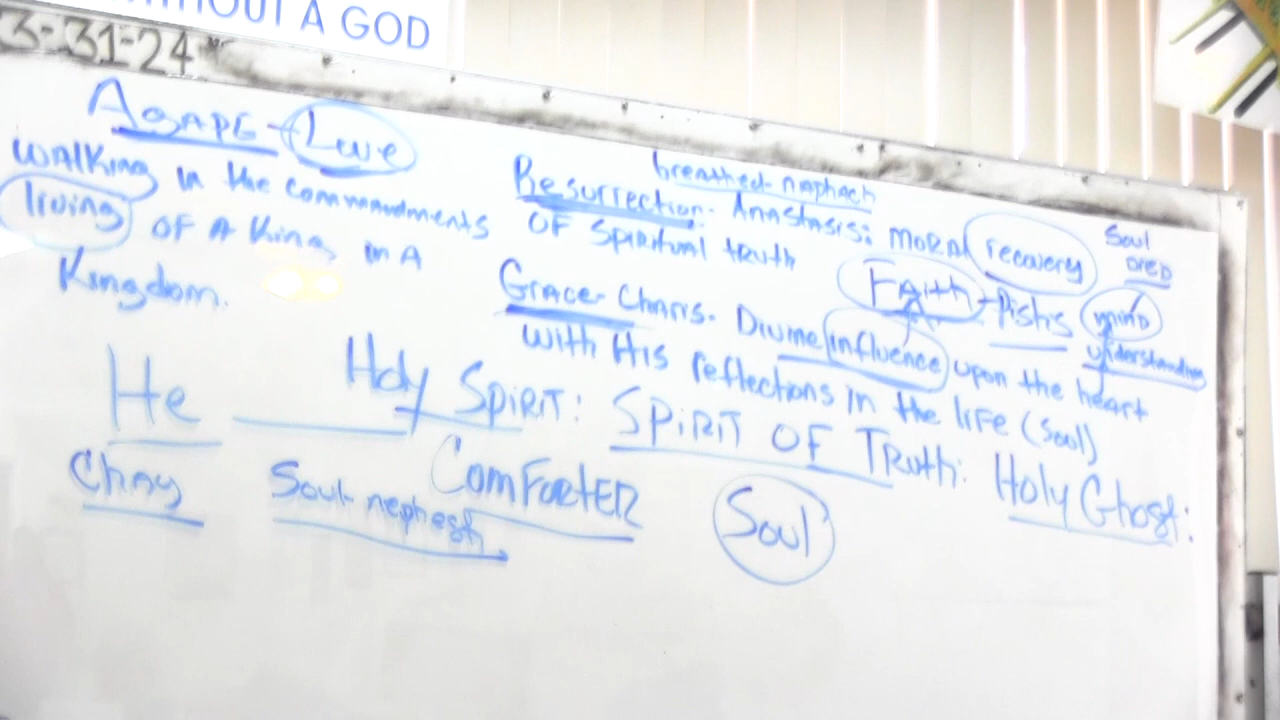 WITHOUT A GOD
3-31-24
AGAPE - Love
Walking in the commandments
living OF A King in A
Kingdom.
breathed-naphach
Resurrection- Anastasis: MORAL recovery
OF Spiritual truth
Soul
DIED
FAith - Pistis mind
understanding
Grace- Charis- Divine influence upon the heart
with His reflections in the life (Soul)
He Holy SPiRiT: SPiRiT OF TRuth: Holy Ghost:
Chay Soul- nephesh ComFoRTER Soul